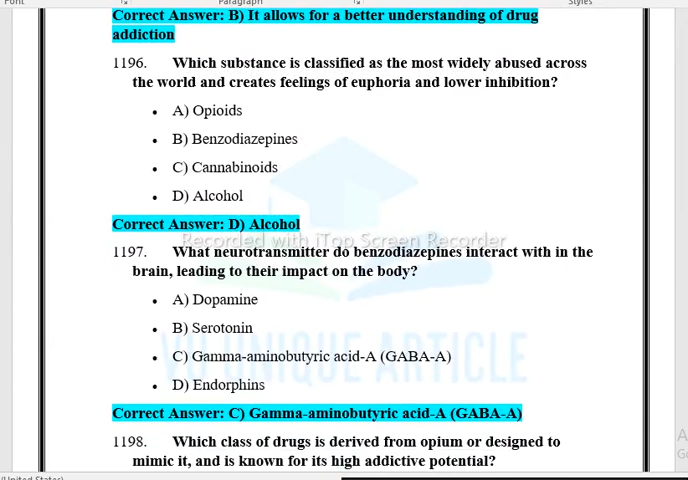 Font
Paragraph
Styles
Correct Answer: B) It allows for a better understanding of drug
addiction
1196. Which substance is classified as the most widely abused across
the world and creates feelings of euphoria and lower inhibition?
• A) Opioids
• B) Benzodiazepines
• C) Cannabinoids
• D) Alcohol
Correct Answer: D) Alcohol
Recorded with iTop Screen Recorder
1197. What neurotransmitter do benzodiazepines interact with in the
brain, leading to their impact on the body?
• A) Dopamine
• B) Serotonin
VU UNIQUE ARTICLE
• C) Gamma-aminobutyric acid-A (GABA-A)
• D) Endorphins
Correct Answer: C) Gamma-aminobutyric acid-A (GABA-A)
1198. Which class of drugs is derived from opium or designed to
mimic it, and is known for its high addictive potential?
(United States)